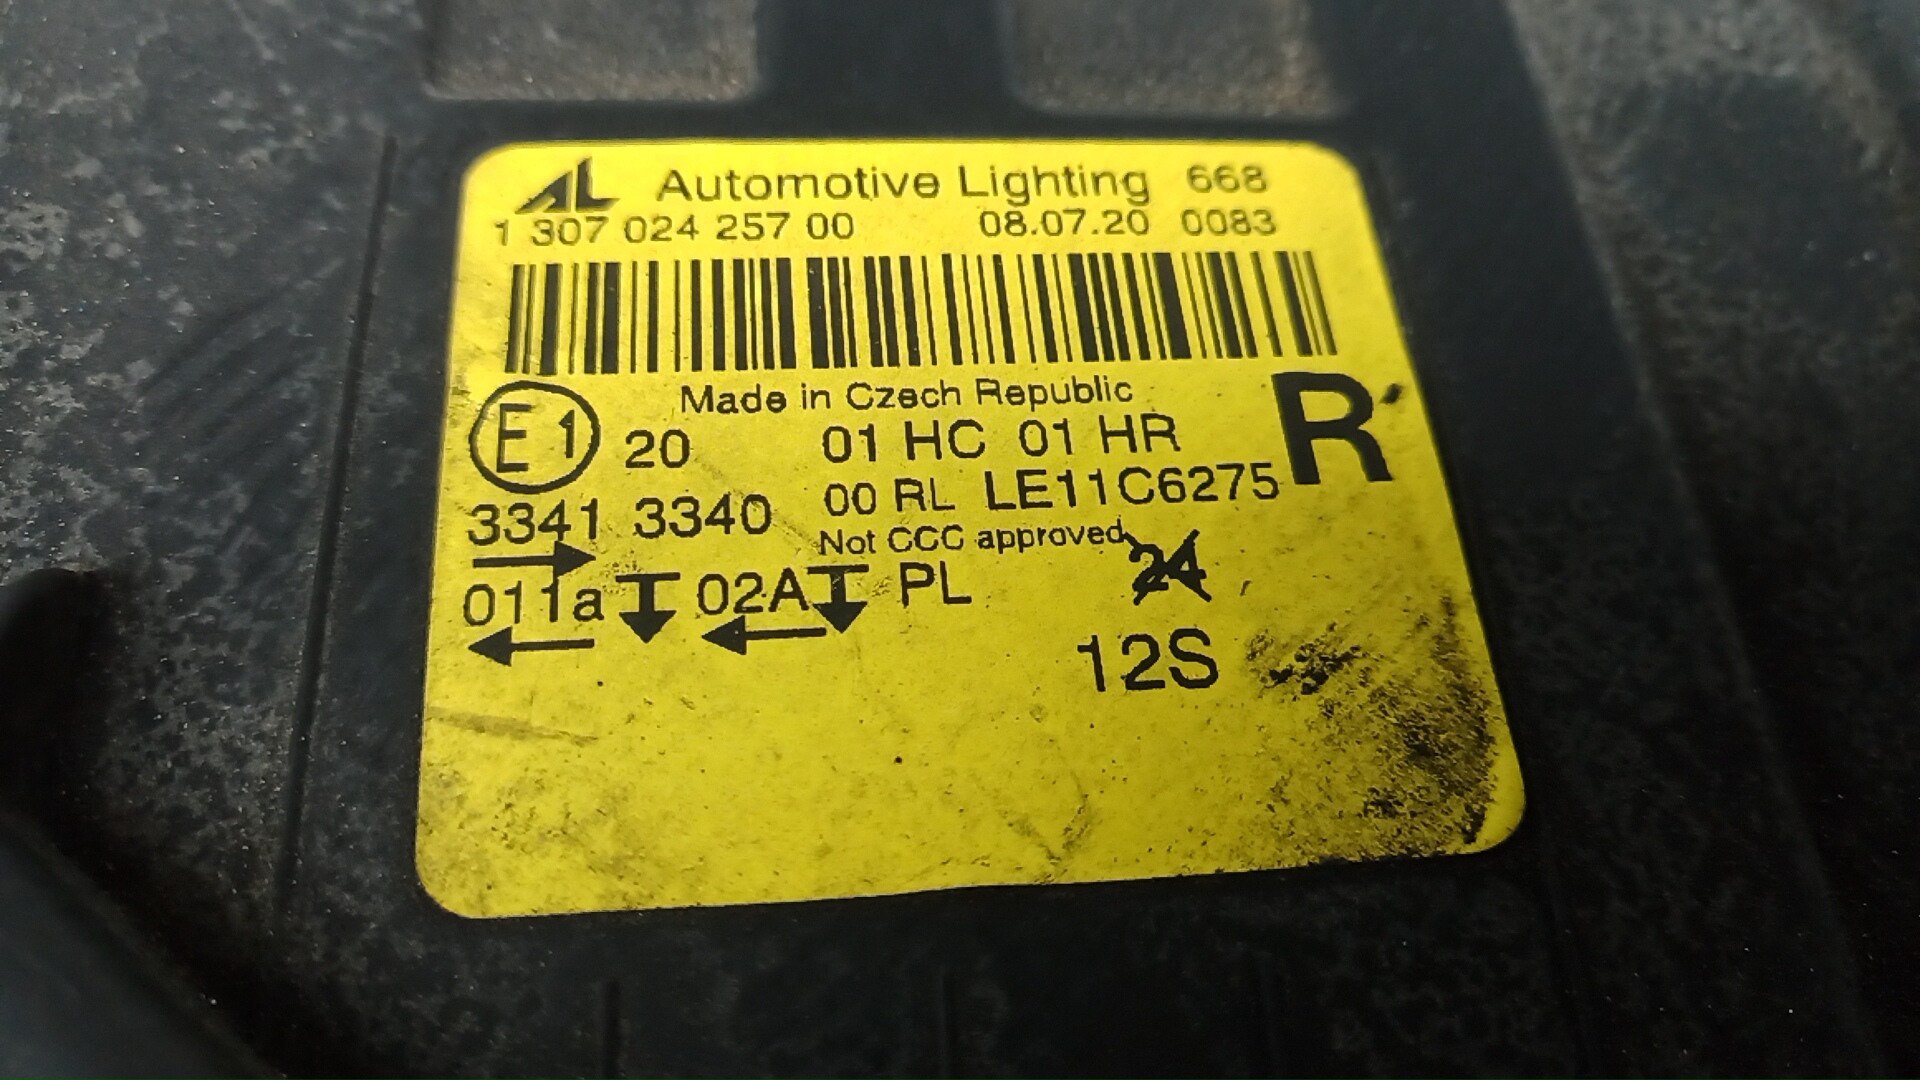 AL Automotive Lighting 668
1 307 024 257 00 08.07.20 0083
Made in Czech Republic
E1 20 01 HC 01 HR R
3341 3340 00 RL LE11C6275
Not CCC approved
011a 02A PL 24
12S